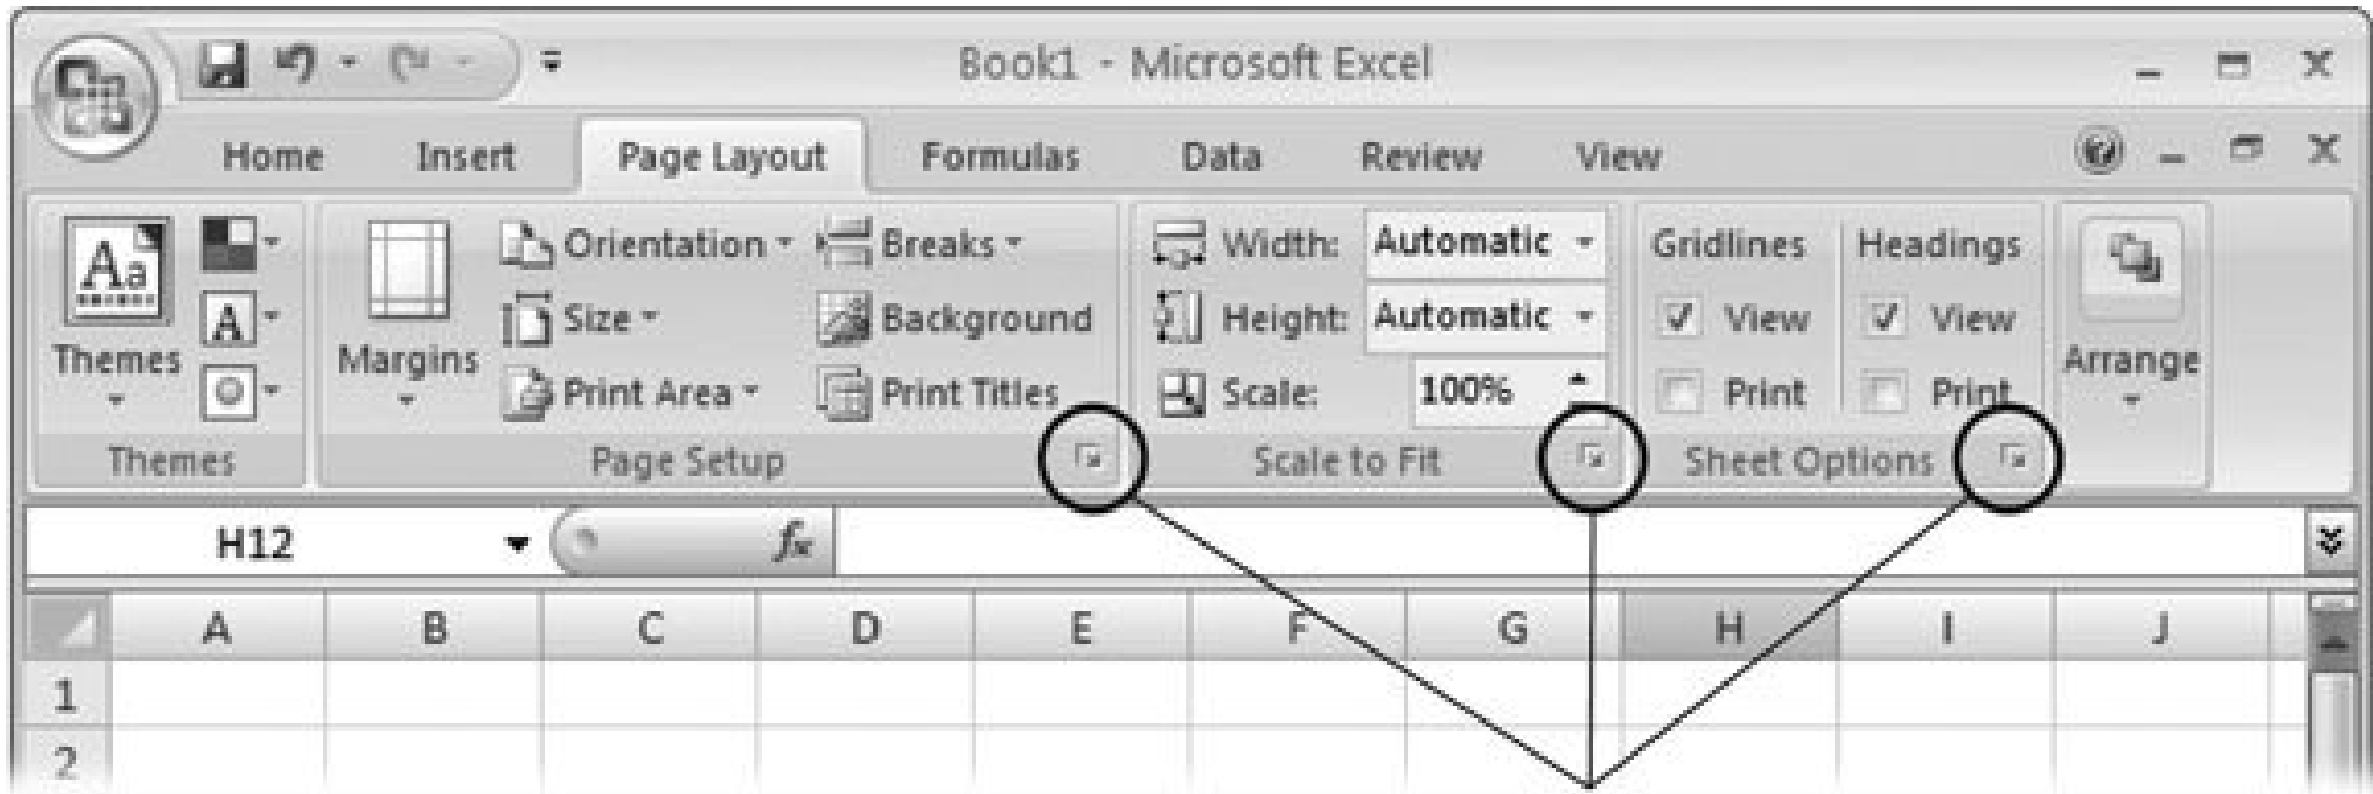 Book1 - Microsoft Excel
Home Insert Page Layout Formulas Data Review View
Orientation Breaks Width: Automatic Gridlines Headings
Aa A Size Background Height: Automatic View View
Themes Margins Print Area Print Titles Scale: 100% Print Print Arrange
Themes Page Setup Scale to Fit Sheet Options
H12 fx
A B C D E F G H I J
1
2